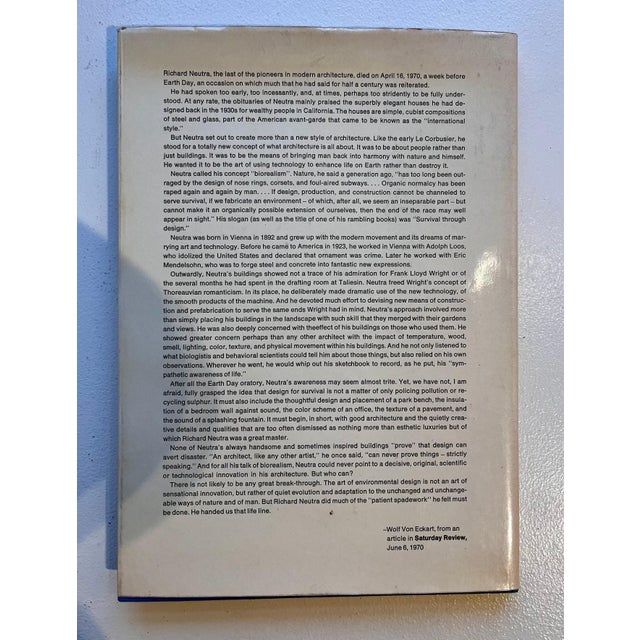 Richard Neutra, the last of the pioneers in modern architecture, died on April 16, 1970, a week before
Earth Day, an occasion on which much that he had said for half a century was reiterated.
He had spoken too early, too incessantly, and, at times, perhaps too stridently to be fully under-
stood. At any rate, the obituaries of Neutra mainly praised the superbly elegant houses he had de-
signed back in the 1930s for wealthy people in California. The houses are simple, cubist compositions
of steel and glass, part of the American avant-garde that came to be known as the "international
style."
But Neutra set out to create more than a new style of architecture. Like the early Le Corbusier, he
stood for a totally new concept of what architecture is all about. It was to be about people rather than
just buildings. It was to be the means of bringing man back into harmony with nature and himself.
He wanted it to be the art of using technology to enhance life on Earth rather than destroy it.
Neutra called his concept "biorealism". Nature, he said a generation ago, "has too long been out-
raged by the design of nose rings, corsets, and foul-aired subways. . . . Organic normalcy has been
raped again and again by man. . . . If design, production, and construction cannot be channeled to
serve survival, if we fabricate an environment – of which, after all, we seem an inseparable part – but
cannot make it an organically possible extension of ourselves, then the end of the race may well
appear in sight." His slogan (as well as the title of one of his rambling books) was "Survival through
design."
Neutra was born in Vienna in 1892 and grew up with the modern movement and its dreams of mar-
rying art and technology. Before he came to America in 1923, he worked in Vienna with Adolph Loos,
who idolized the United States and declared that ornament was crime. Later he worked with Eric
Mendelsohn, who was to forge steel and concrete into fantastic new expressions.
Outwardly, Neutra's buildings showed not a trace of his admiration for Frank Lloyd Wright or of
the several months he had spent in the drafting room at Taliesin. Neutra freed Wright's concept of
Thoreauvian romanticism. In its place, he deliberately made dramatic use of the new technology, of
the smooth products of the machine. And he devoted much effort to devising new means of construc-
tion and prefabrication to serve the same ends Wright had in mind. Neutra's approach involved more
than simply placing his buildings in the landscape with such skill that they merged with their gardens
and views. He was also deeply concerned with theeffect of his buildings on those who used them. He
showed greater concern perhaps than any other architect with the impact of temperature, wood,
smell, lighting, color, texture, and physical movement within his buildings. And he not only listened to
what biologistis and behavioral scientists could tell him about those things, but also relied on his own
observations. Wherever he went, he would whip out his sketchbook to record, as he put, his "sym-
pathetic awareness of life."
After all the Earth Day oratory, Neutra's awareness may seem almost trite. Yet, we have not, I am
afraid, fully grasped the idea that design for survival is not a matter of only policing pollution or re-
cycling sulphur. It must also include the thoughtful design and placement of a park bench, the insu-
lation of a bedroom wall against sound, the color scheme of an office, the texture of a pavement, and
the sound of a splashing fountain. It must begin, in short, with good architecture and the quietly crea-
tive details and qualities that are too often dismissed as nothing more than esthetic luxuries but of
which Richard Neutra was a great master.
None of Neutra's always handsome and sometimes inspired buildings "prove" that design can
avert disaster. "An architect, like any other artist," he once said, "can never prove things – strictly
speaking." And for all his talk of biorealism, Neutra could never point to a decisive, original, scientific
or technological innovation in his architecture. But who can?
There is not likely to be any great break-through. The art of environmental design is not an art of
sensational innovation, but rather of quiet evolution and adaptation to the unchanged and unchange-
able ways of nature and of man. But Richard Neutra did much of the "patient spadework" he felt must
be done. He handed us that life line.
–Wolf Von Eckart, from an
article in Saturday Review,
June 6, 1970